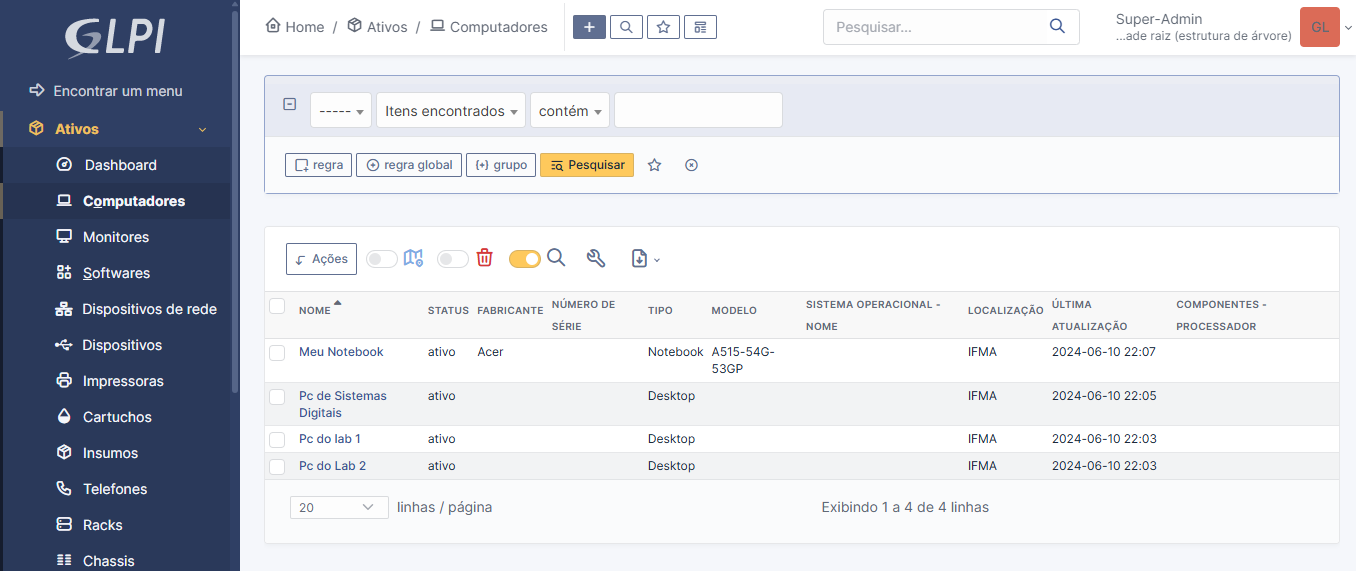 GLPI
Encontrar um menu
Ativos
Dashboard
Computadores
Monitores
Softwares
Dispositivos de rede
Dispositivos
Impressoras
Cartuchos
Insumos
Telefones
Racks
Chassis
Home / Ativos / Computadores
Pesquisar...
Super-Admin
...ade raiz (estrutura de árvore)
GL
----- Itens encontrados contém
regra regra global grupo Pesquisar
Ações
NOME STATUS FABRICANTE NÚMERO DE SÉRIE TIPO MODELO SISTEMA OPERACIONAL - NOME LOCALIZAÇÃO ÚLTIMA ATUALIZAÇÃO COMPONENTES - PROCESSADOR
Meu Notebook ativo Acer Notebook A515-54G-53GP IFMA 2024-06-10 22:07
Pc de Sistemas Digitais ativo Desktop IFMA 2024-06-10 22:05
Pc do lab 1 ativo Desktop IFMA 2024-06-10 22:03
Pc do Lab 2 ativo Desktop IFMA 2024-06-10 22:03
20 linhas / página
Exibindo 1 a 4 de 4 linhas